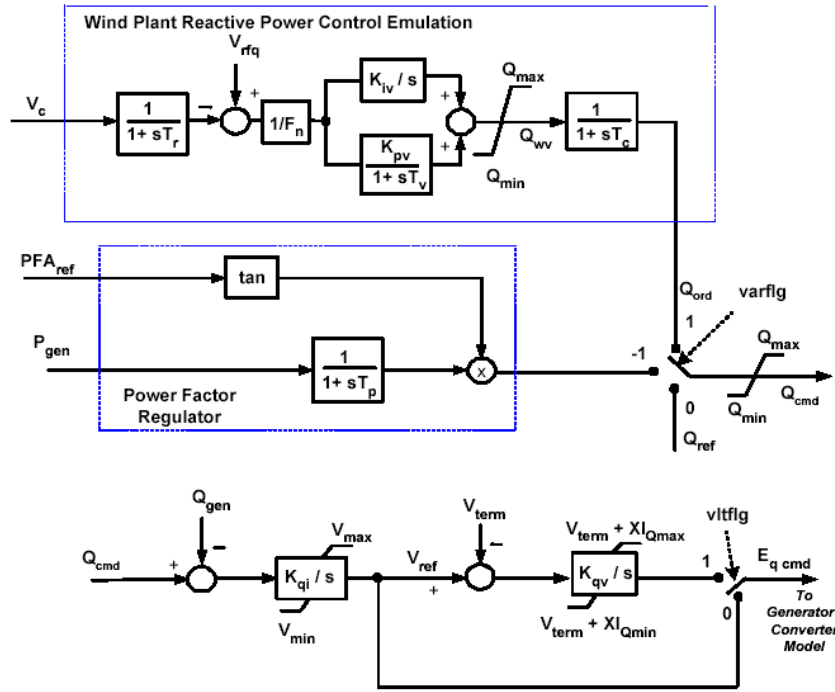 Wind Plant Reactive Power Control Emulation
V_rfq
V_c
1
1+ sT_r
−
+
1/F_n
K_iv / s
K_pv
1+ sT_v
+
+
Q_max
Q_wv
Q_min
1
1+ sT_c
PFA_ref
tan
P_gen
1
1+ sT_p
x
Power Factor
Regulator
Q_ord
varflg
1
-1
0
Q_max
Q_min
Q_cmd
Q_ref
Q_gen
Q_cmd
+
−
V_max
K_qi / s
V_min
V_ref
+
V_term
−
V_term + XI_Qmax
K_qv / s
V_term + XI_Qmin
vltflg
1
0
E_q cmd
To
Generator
Converter
Model